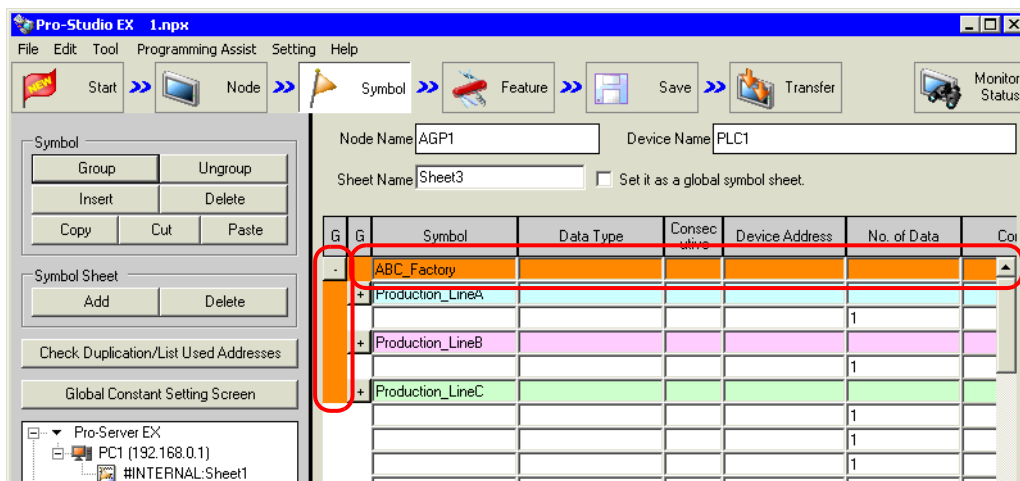 Pro-Studio EX 1.npx
File Edit Tool Programming Assist Setting Help
NEW Start Node Symbol Feature Save Transfer Monitor Status
Symbol
Group Ungroup
Insert Delete
Copy Cut Paste
Symbol Sheet
Add Delete
Check Duplication/List Used Addresses
Global Constant Setting Screen
Pro-Server EX
PC1 (192.168.0.1)
#INTERNAL:Sheet1
Node Name AGP1 Device Name PLC1
Sheet Name Sheet3 Set it as a global symbol sheet.
G G Symbol Data Type Consec utive Device Address No. of Data
- ABC_Factory
+ Production_LineA
1
+ Production_LineB
1
+ Production_LineC
1
1
1